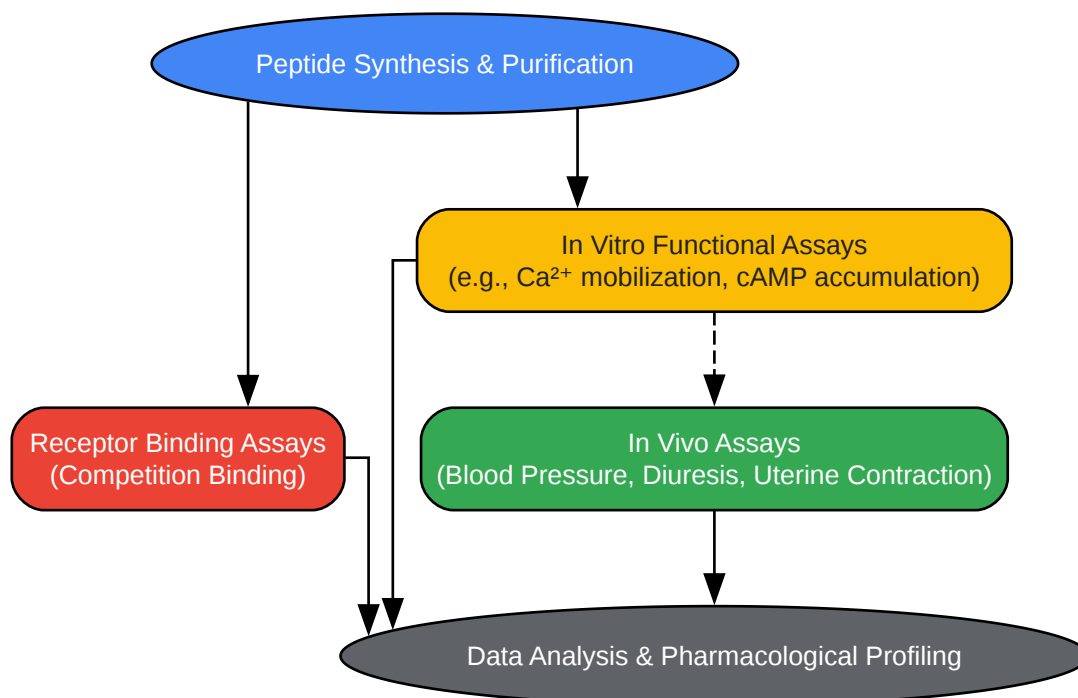 Peptide Synthesis & Purification
In Vitro Functional Assays
(e.g., Ca²⁺ mobilization, cAMP accumulation)
Receptor Binding Assays
(Competition Binding)
In Vivo Assays
(Blood Pressure, Diuresis, Uterine Contraction)
Data Analysis & Pharmacological Profiling